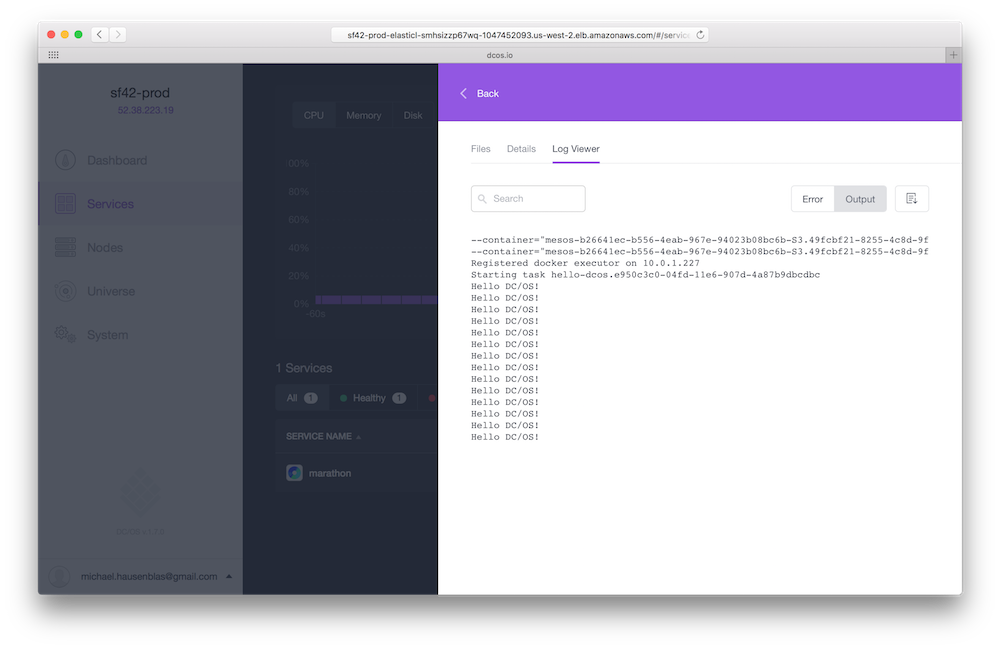 sf42-prod-elasticl-smhsizzp67wq-1047452093.us-west-2.elb.amazonaws.com/#/service
dcos.io
sf42-prod
52.38.223.19
Dashboard
Services
Nodes
Universe
System
michael.hausenblas@gmail.com
CPU Memory Disk
100%
80%
60%
40%
20%
0%
-60s
1 Services
All 1 Healthy 1
SERVICE NAME
marathon
Back
Files Details Log Viewer
Search
Error Output
--container="mesos-b26641ec-b556-4eab-967e-94023b08bc6b-S3.49fcbf21-8255-4c8d-9f
--container="mesos-b26641ec-b556-4eab-967e-94023b08bc6b-S3.49fcbf21-8255-4c8d-9f
Registered docker executor on 10.0.1.227
Starting task hello-dcos.e950c3c0-04fd-11e6-907d-4a87b9dbcdbc
Hello DC/OS!
Hello DC/OS!
Hello DC/OS!
Hello DC/OS!
Hello DC/OS!
Hello DC/OS!
Hello DC/OS!
Hello DC/OS!
Hello DC/OS!
Hello DC/OS!
Hello DC/OS!
Hello DC/OS!
Hello DC/OS!
Hello DC/OS!